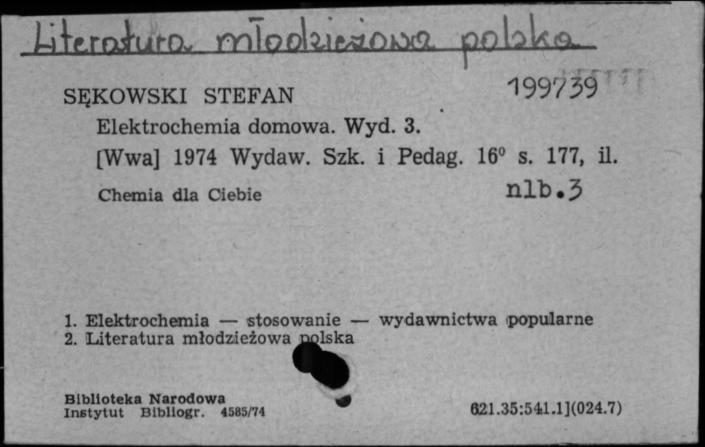 Literatura młodzieżowa polska
SĘKOWSKI STEFAN 199739
Elektrochemia domowa. Wyd. 3.
[Wwa] 1974 Wydaw. Szk. i Pedag. 16⁰ s. 177, il.
Chemia dla Ciebie nlb.3
1. Elektrochemia — stosowanie — wydawnictwa popularne
2. Literatura młodzieżowa polska
Biblioteka Narodowa
Instytut Bibliogr. 4585/74 621.35:541.1](024.7)